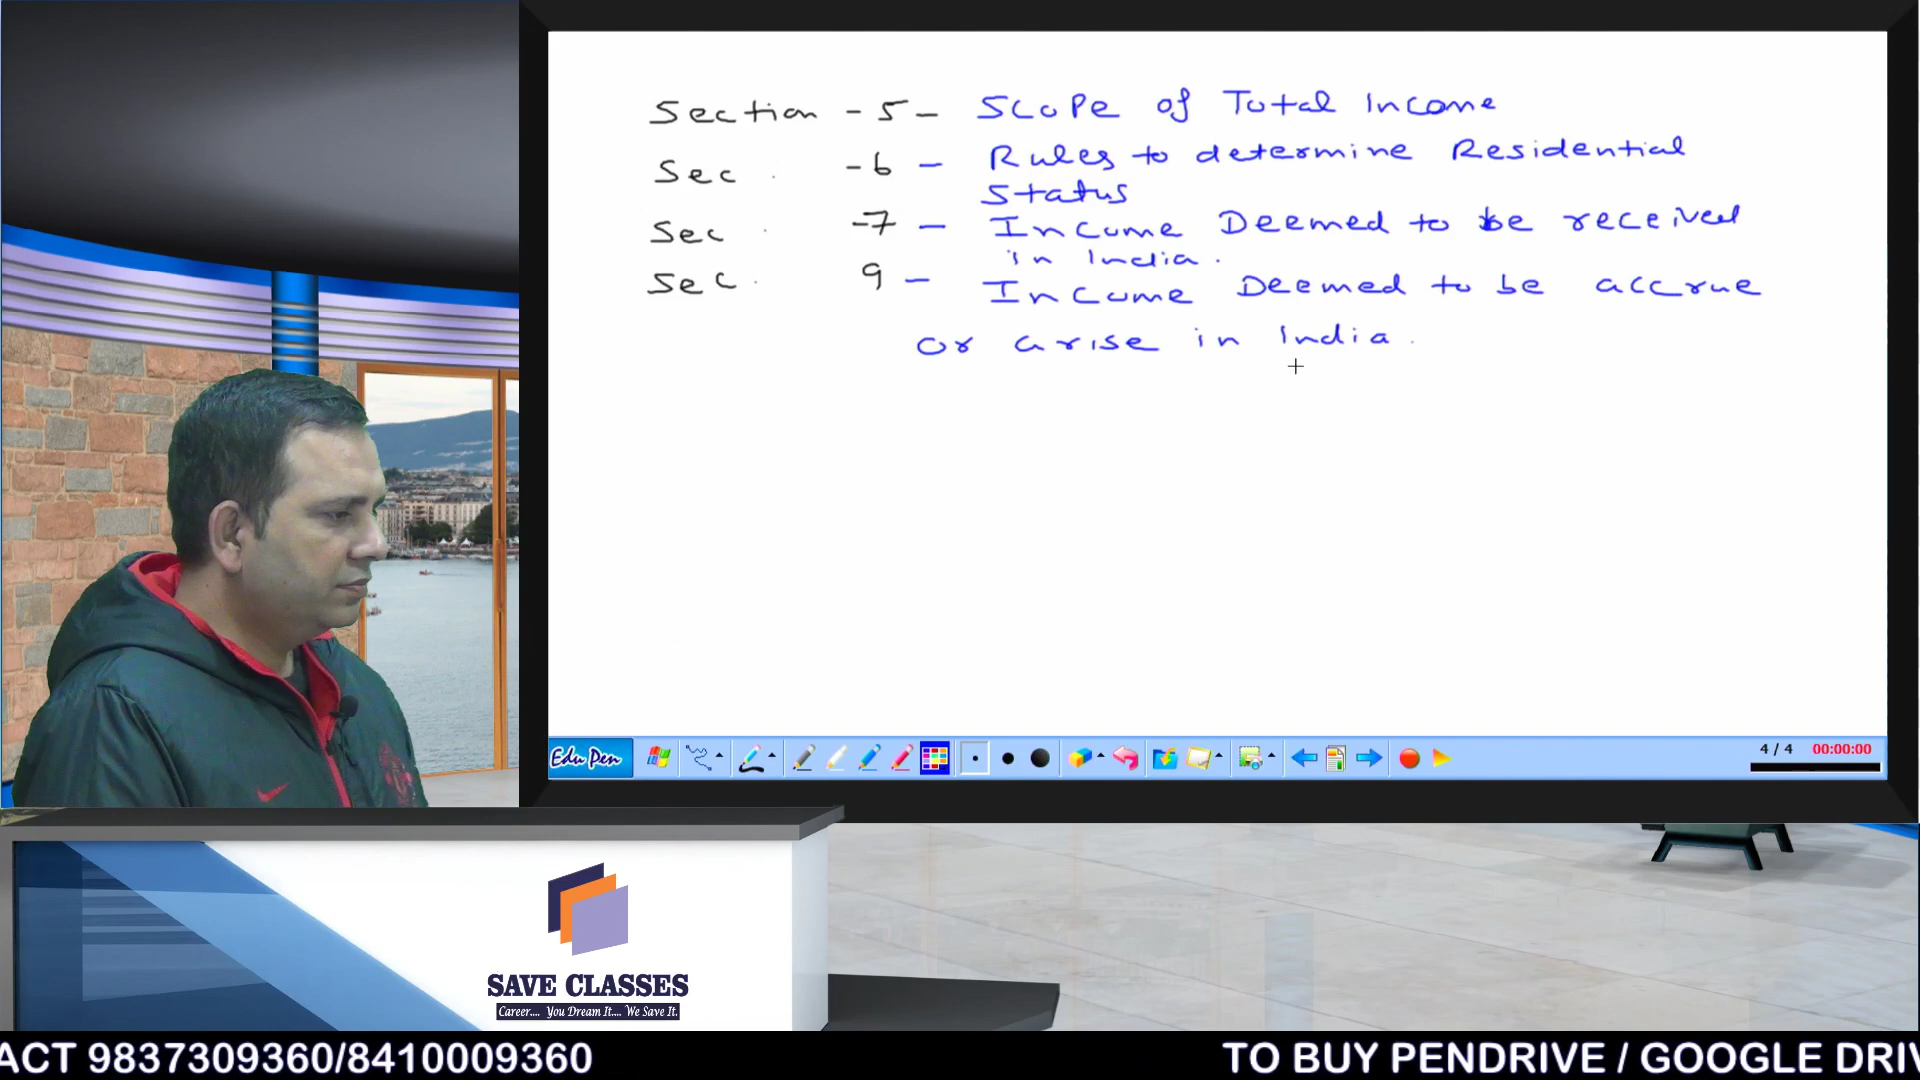 Section - 5 - Scope of Total Income
Sec - 6 - Rules to determine Residential
Status
Sec - 7 - Income Deemed to be received
in India.
Sec 9 - Income Deemed to be accrue
or arise in India.
Edu Pen
4 / 4 00:00:00
SAVE CLASSES
Career.... You Dream It.... We Save It.
ACT 9837309360/8410009360 TO BUY PENDRIVE / GOOGLE DRIV